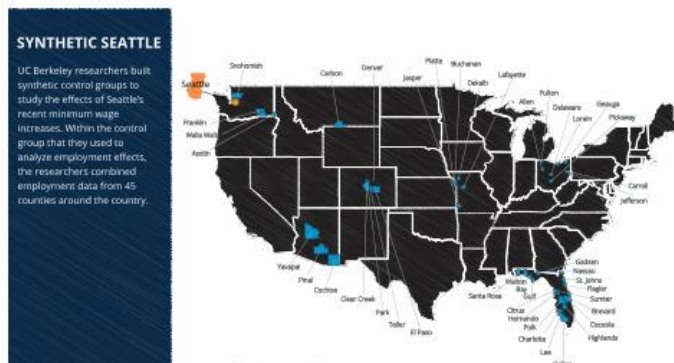 SYNTHETIC SEATTLE
UC Berkeley researchers built
synthetic control groups to
study the effects of Seattle's
recent minimum wage
increases. Within the control
group that they used to
analyze employment effects,
the researchers combined
employment data from 45
counties around the country.
Seattle
Snohomish
Franklin
Walla Walla
Carbon
Denver
Jasper
Platte
Buchanan
Dekalb
Lafayette
Allen
Fulton
Delaware
Lorain
Geauga
Pickaway
Carroll
Jefferson
Yavapai
Pinal
Cochise
Clear Creek
Park
Teller
El Paso
Santa Rosa
Walton
Bay
Gulf
Citrus
Hernando
Polk
Charlotte
Lee
Gadsen
Nassau
St. Johns
Flagler
Sumter
Brevard
Osceola
Highlands